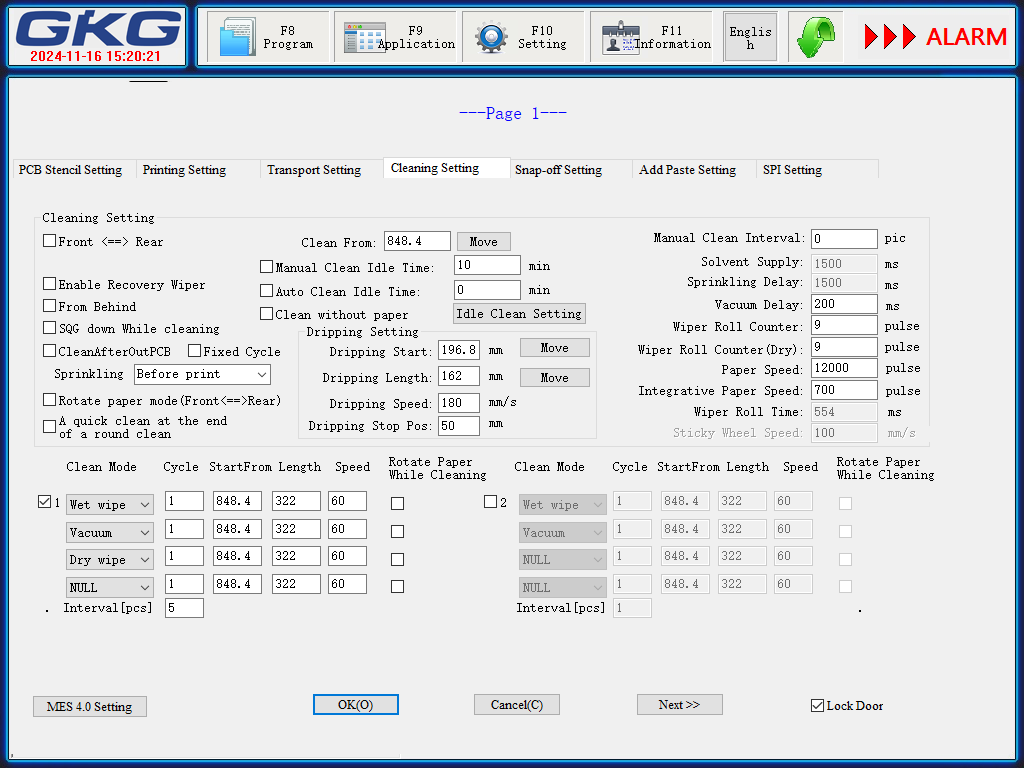 GKG
2024-11-16 15:20:21
F8
Program
F9
Application
F10
Setting
F11
Information
Englis
h
ALARM
---Page 1---
PCB Stencil Setting
Printing Setting
Transport Setting
Cleaning Setting
Snap-off Setting
Add Paste Setting
SPI Setting
Cleaning Setting
Front <==> Rear
Clean From: 848.4 Move
Manual Clean Interval: 0 pic
Manual Clean Idle Time: 10 min
Solvent Supply: 1500 ms
Enable Recovery Wiper
Auto Clean Idle Time: 0 min
Sprinkling Delay: 1500 ms
From Behind
Clean without paper Idle Clean Setting
Vacuum Delay: 200 ms
SQG down While cleaning
Dripping Setting
Wiper Roll Counter: 9 pulse
CleanAfterOutPCB Fixed Cycle
Dripping Start: 196.8 mm Move
Wiper Roll Counter(Dry): 9 pulse
Sprinkling Before print
Dripping Length: 162 mm Move
Paper Speed: 12000 pulse
Integrative Paper Speed: 700 pulse
Rotate paper mode(Front<==>Rear)
Dripping Speed: 180 mm/s
Wiper Roll Time: 554 ms
A quick clean at the end
of a round clean
Dripping Stop Pos: 50 mm
Sticky Wheel Speed: 100 mm/s
Clean Mode Cycle StartFrom Length Speed Rotate Paper
While Cleaning
Clean Mode Cycle StartFrom Length Speed Rotate Paper
While Cleaning
1 Wet wipe 1 848.4 322 60
2 Wet wipe 1 848.4 322 60
Vacuum 1 848.4 322 60
Vacuum 1 848.4 322 60
Dry wipe 1 848.4 322 60
NULL 1 848.4 322 60
NULL 1 848.4 322 60
NULL 1 848.4 322 60
. Interval[pcs] 5
Interval[pcs] 1 .
MES 4.0 Setting
OK(O)
Cancel(C)
Next >>
Lock Door